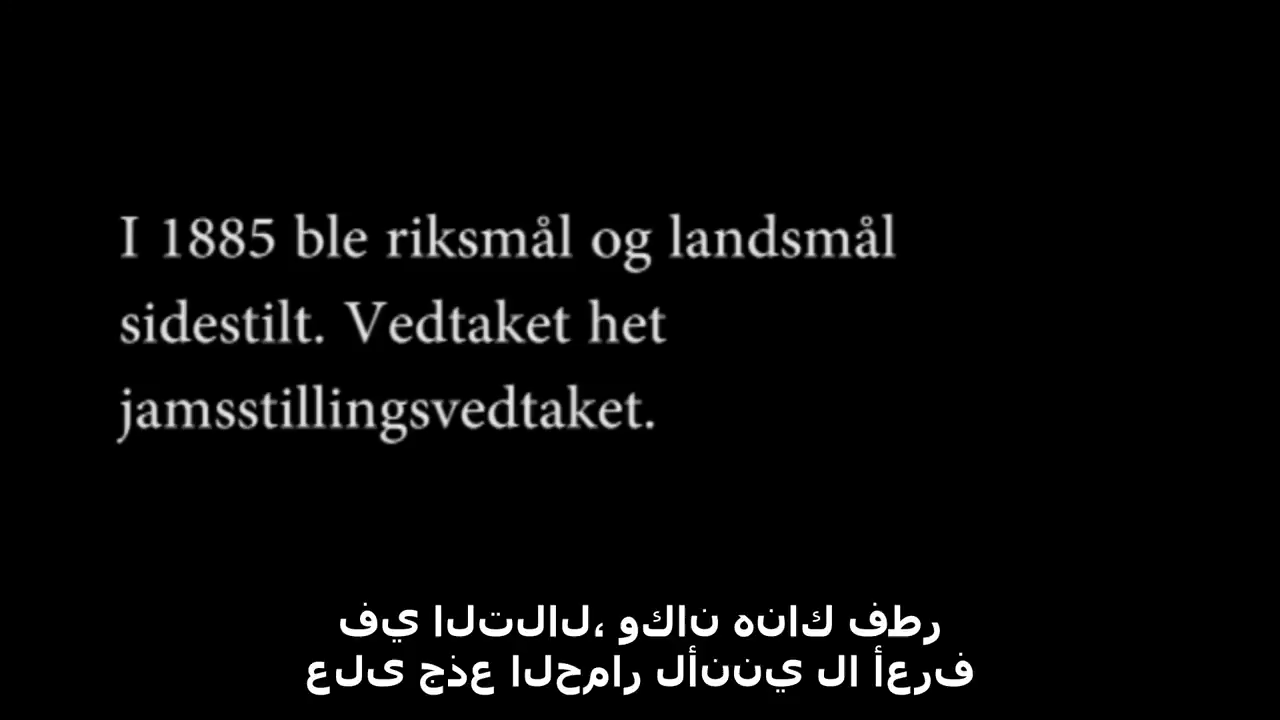 I 1885 ble riksmål og landsmål
sidestilt. Vedtaket het
jamsstillingsvedtaket.
في التلال، وكان هناك فطر
على جذع الحمار لأنني لا أعرف